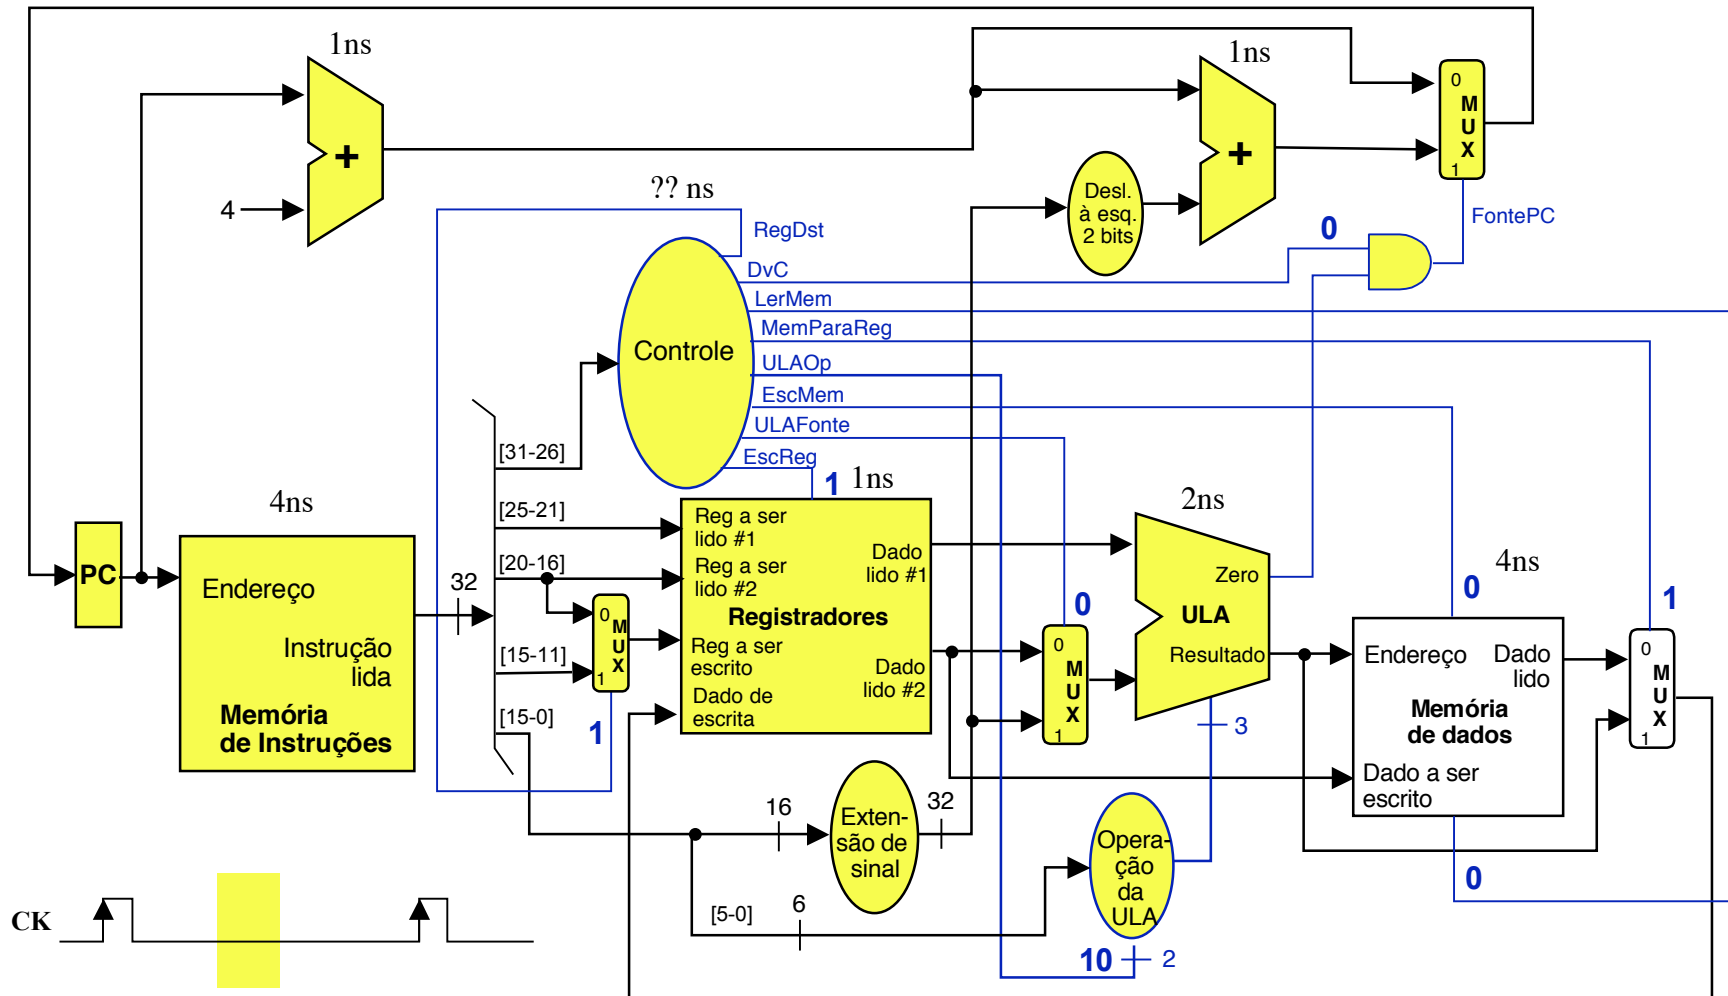 1ns
+
4
?? ns
RegDst
DvC
LerMem
MemParaReg
ULAOp
EscMem
ULAFonte
EscReg
Controle
1ns
+
Desl.
à esq.
2 bits
0
M
U
X
1
FontePC
0
PC
4ns
Endereço
Instrução
lida
Memória
de Instruções
32
[31-26]
[25-21]
[20-16]
[15-11]
[15-0]
0
M
U
X
1
1
1
1ns
Reg a ser
lido #1
Reg a ser
lido #2
Registradores
Reg a ser
escrito
Dado de
escrita
Dado
lido #1
Dado
lido #2
0
0
M
U
X
1
2ns
Zero
ULA
Resultado
3
4ns
0
Endereço
Dado
lido
Memória
de dados
Dado a ser
escrito
0
1
0
M
U
X
1
16
Exten-
são de
sinal
32
[5-0]
6
Opera-
ção
da
ULA
10
2
CK